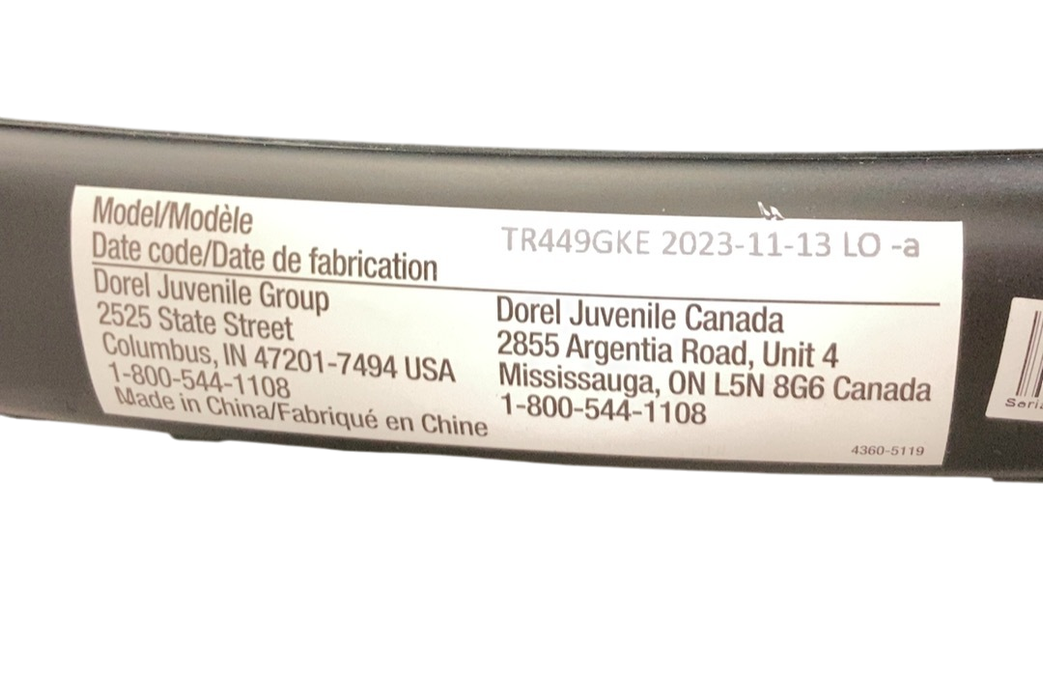 Model/Modèle
Date code/Date de fabrication
TR449GKE 2023-11-13 LO -a
Dorel Juvenile Group
2525 State Street
Columbus, IN 47201-7494 USA
1-800-544-1108
Made in China/Fabriqué en Chine
Dorel Juvenile Canada
2855 Argentia Road, Unit 4
Mississauga, ON L5N 8G6 Canada
1-800-544-1108
4360-5119